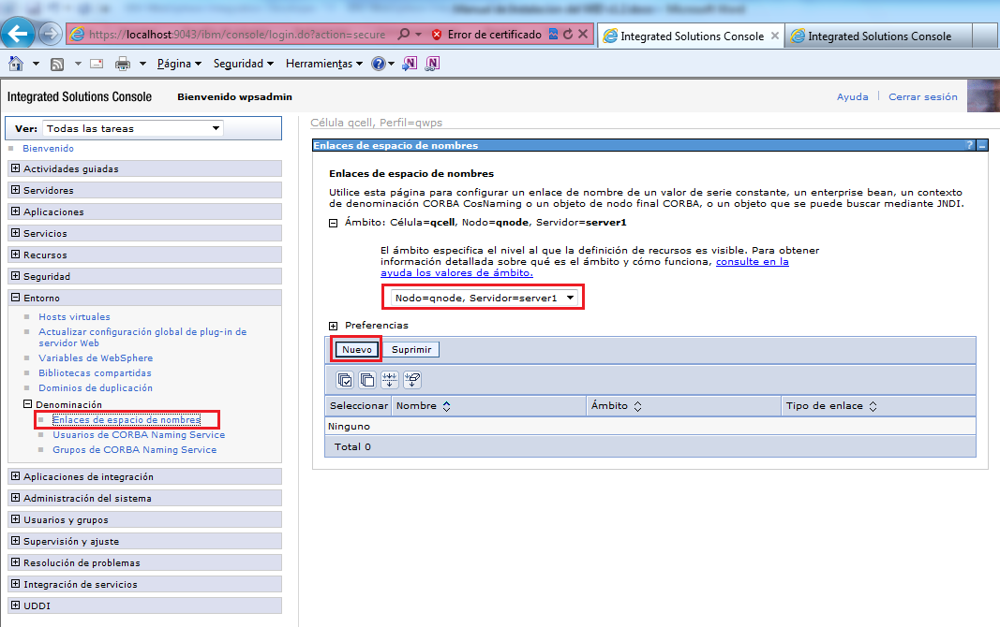 https://localhost:9043/ibm/console/login.do?action=secure
Error de certificado
Integrated Solutions Console
Integrated Solutions Console
Página
Seguridad
Herramientas
Integrated Solutions Console
Bienvenido wpsadmin
Ayuda
Cerrar sesión
Ver: Todas las tareas
Bienvenido
Actividades guiadas
Servidores
Aplicaciones
Servicios
Recursos
Seguridad
Entorno
Hosts virtuales
Actualizar configuración global de plug-in de
servidor Web
Variables de WebSphere
Bibliotecas compartidas
Dominios de duplicación
Denominación
Enlaces de espacio de nombres
Usuarios de CORBA Naming Service
Grupos de CORBA Naming Service
Aplicaciones de integración
Administración del sistema
Usuarios y grupos
Supervisión y ajuste
Resolución de problemas
Integración de servicios
UDDI
Célula qcell, Perfil=qwps
Enlaces de espacio de nombres
Enlaces de espacio de nombres
Utilice esta página para configurar un enlace de nombre de un valor de serie constante, un enterprise bean, un contexto
de denominación CORBA CosNaming o un objeto de nodo final CORBA, o un objeto que se puede buscar mediante JNDI.
Ámbito: Célula=qcell, Nodo=qnode, Servidor=server1
El ámbito especifica el nivel al que la definición de recursos es visible. Para obtener
información detallada sobre qué es el ámbito y cómo funciona, consulte en la
ayuda los valores de ámbito.
Nodo=qnode, Servidor=server1
Preferencias
Nuevo
Suprimir
Seleccionar
Nombre
Ámbito
Tipo de enlace
Ninguno
Total 0